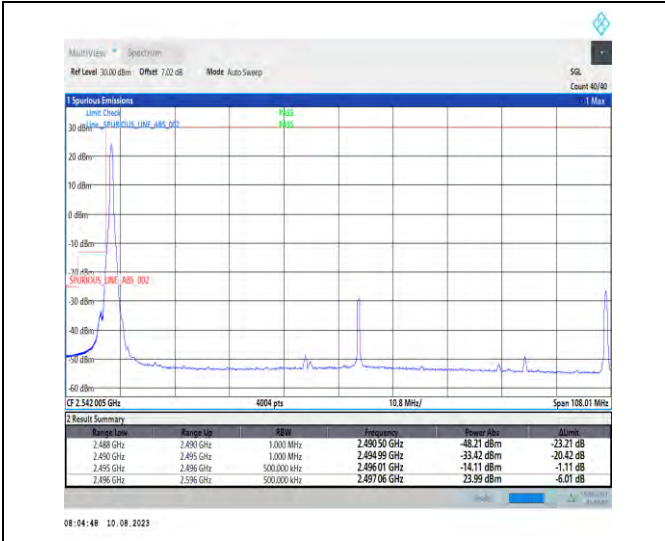 MultiView Spectrum
Ref Level 30.00 dBm Offset 7.02 dB Mode Auto Sweep SGL
Count 40/40
1 Spurious Emissions 1 Max
Limit Check PASS
30 dBm Line _SPURIOUS_LINE_ABS_002 PASS
20 dBm
10 dBm
0 dBm
-10 dBm
-20 dBm
_SPURIOUS_LINE_ABS_002
-30 dBm
-40 dBm
-50 dBm
-60 dBm
CF 2.542 005 GHz 4004 pts 10.8 MHz/ Span 108.01 MHz
2 Result Summary
Range Low Range Up RBW Frequency Power Abs ΔLimit
2.488 GHz 2.490 GHz 1.000 MHz 2.490 50 GHz -48.21 dBm -23.21 dB
2.490 GHz 2.495 GHz 1.000 MHz 2.494 99 GHz -33.42 dBm -20.42 dB
2.495 GHz 2.496 GHz 500.000 kHz 2.496 01 GHz -14.11 dBm -1.11 dB
2.496 GHz 2.596 GHz 500.000 kHz 2.497 06 GHz 23.99 dBm -6.01 dB
08:04:48 10.08.2023